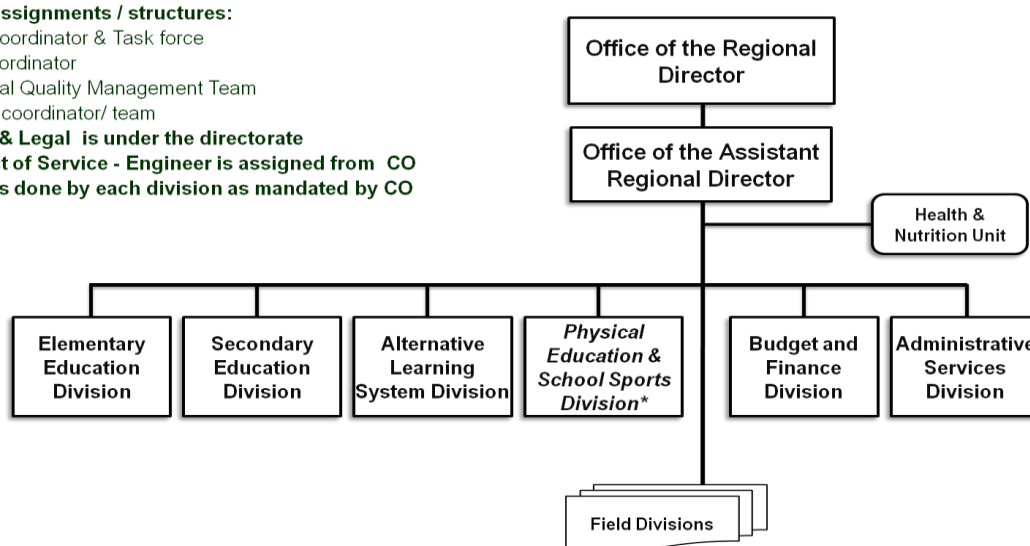 ssignments / structures:
oordinator & Task force
ordinator
al Quality Management Team
coordinator/ team
& Legal is under the directorate
ct of Service - Engineer is assigned from CO
s done by each division as mandated by CO
Office of the Regional
Director
Office of the Assistant
Regional Director
Health &
Nutrition Unit
Elementary
Education
Division
Secondary
Education
Division
Alternative
Learning
System Division
Physical
Education &
School Sports
Division*
Budget and
Finance
Division
Administrative
Services
Division
Field Divisions